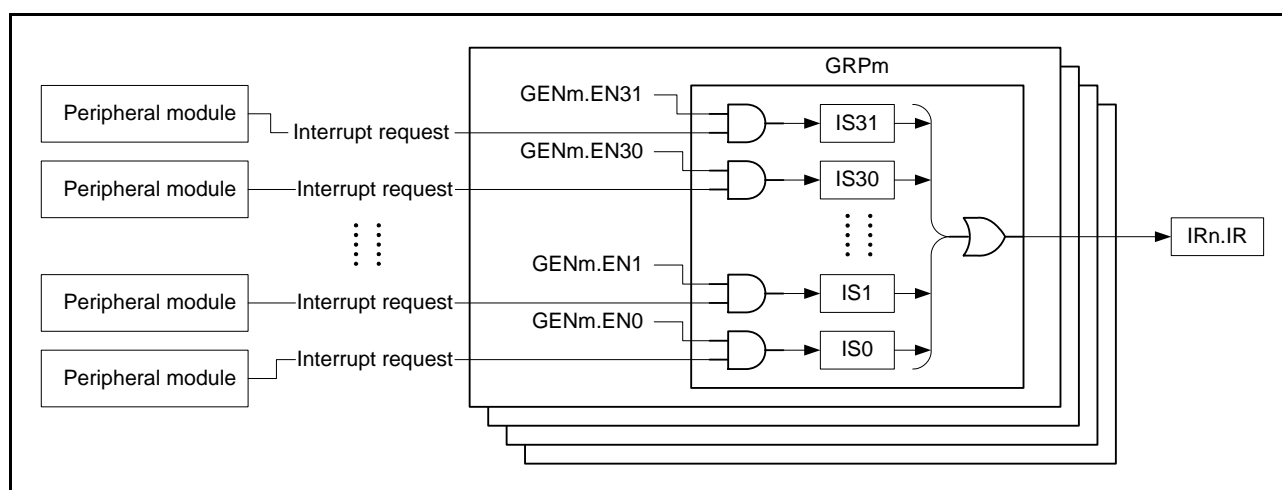 GRPm
GENm.EN31
Peripheral module
Interrupt request
IS31
GENm.EN30
Peripheral module
Interrupt request
IS30
IRn.IR
GENm.EN1
Peripheral module
Interrupt request
IS1
GENm.EN0
Peripheral module
Interrupt request
IS0